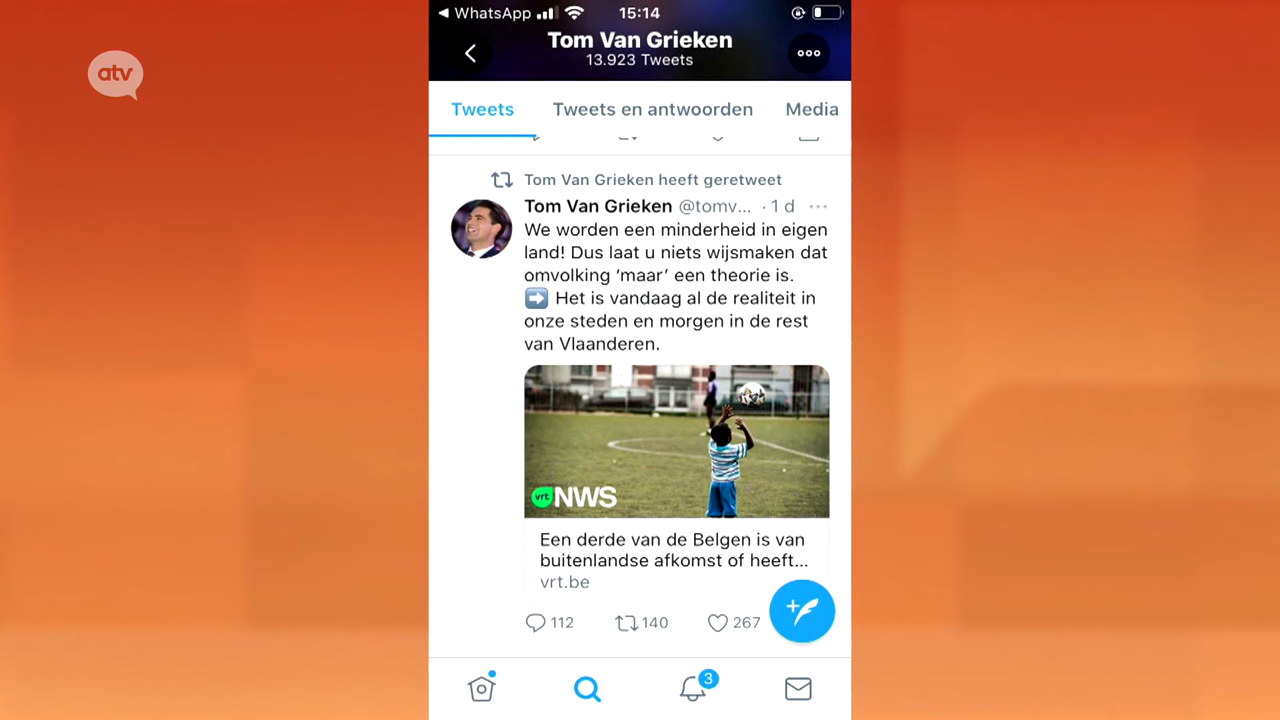 atv
WhatsApp
15:14
Tom Van Grieken
13.923 Tweets
Tweets
Tweets en antwoorden
Media
Tom Van Grieken heeft geretweet
Tom Van Grieken @tomv... · 1 d
We worden een minderheid in eigen
land! Dus laat u niets wijsmaken dat
omvolking ‘maar’ een theorie is.
➡️ Het is vandaag al de realiteit in
onze steden en morgen in de rest
van Vlaanderen.
vrt NWS
Een derde van de Belgen is van
buitenlandse afkomst of heeft...
vrt.be
112
140
267
3